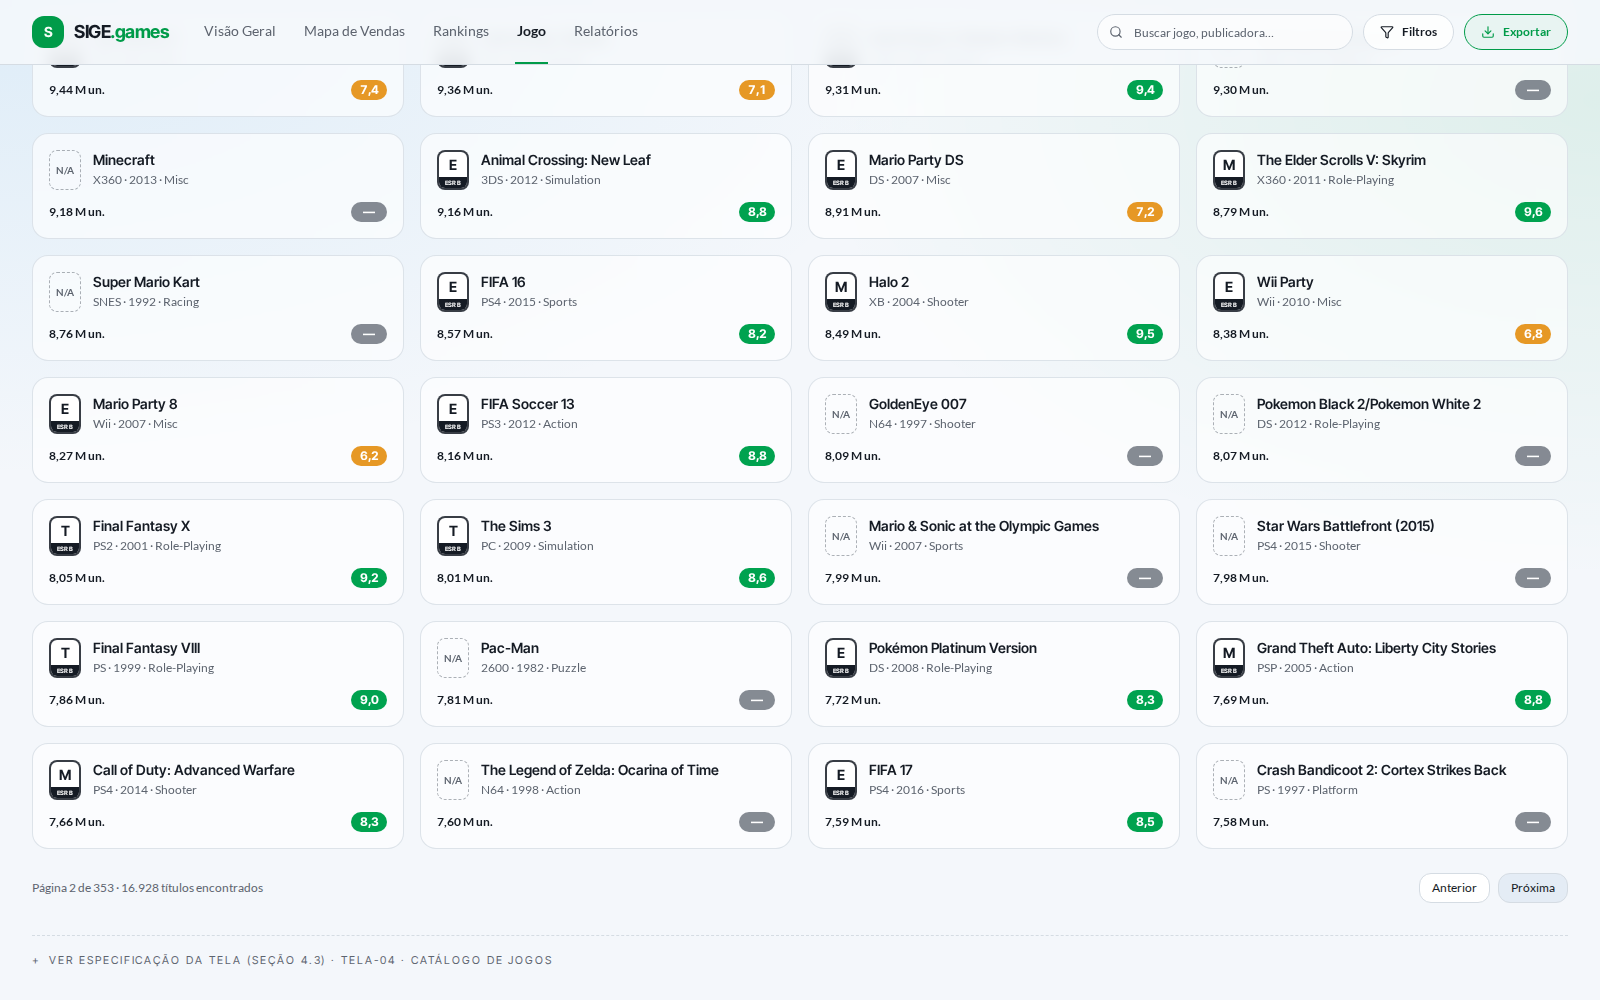 S SIGE.games Visão Geral Mapa de Vendas Rankings Jogo Relatórios Buscar jogo, publicadora... Filtros Exportar
9,44 M un. 7,4 9,36 M un. 7,1 9,31 M un. 9,4 9,30 M un. —
N/A Minecraft
X360 · 2013 · Misc
9,18 M un. —
E ESRB Animal Crossing: New Leaf
3DS · 2012 · Simulation
9,16 M un. 8,8
E ESRB Mario Party DS
DS · 2007 · Misc
8,91 M un. 7,2
M ESRB The Elder Scrolls V: Skyrim
X360 · 2011 · Role-Playing
8,79 M un. 9,6
N/A Super Mario Kart
SNES · 1992 · Racing
8,76 M un. —
E ESRB FIFA 16
PS4 · 2015 · Sports
8,57 M un. 8,2
M ESRB Halo 2
XB · 2004 · Shooter
8,49 M un. 9,5
E ESRB Wii Party
Wii · 2010 · Misc
8,38 M un. 6,8
E ESRB Mario Party 8
Wii · 2007 · Misc
8,27 M un. 6,2
E ESRB FIFA Soccer 13
PS3 · 2012 · Action
8,16 M un. 8,8
N/A GoldenEye 007
N64 · 1997 · Shooter
8,09 M un. —
N/A Pokemon Black 2/Pokemon White 2
DS · 2012 · Role-Playing
8,07 M un. —
T ESRB Final Fantasy X
PS2 · 2001 · Role-Playing
8,05 M un. 9,2
T ESRB The Sims 3
PC · 2009 · Simulation
8,01 M un. 8,6
N/A Mario & Sonic at the Olympic Games
Wii · 2007 · Sports
7,99 M un. —
N/A Star Wars Battlefront (2015)
PS4 · 2015 · Shooter
7,98 M un. —
T ESRB Final Fantasy VIII
PS · 1999 · Role-Playing
7,86 M un. 9,0
N/A Pac-Man
2600 · 1982 · Puzzle
7,81 M un. —
E ESRB Pokémon Platinum Version
DS · 2008 · Role-Playing
7,72 M un. 8,3
M ESRB Grand Theft Auto: Liberty City Stories
PSP · 2005 · Action
7,69 M un. 8,8
M ESRB Call of Duty: Advanced Warfare
PS4 · 2014 · Shooter
7,66 M un. 8,3
N/A The Legend of Zelda: Ocarina of Time
N64 · 1998 · Action
7,60 M un. —
E ESRB FIFA 17
PS4 · 2016 · Sports
7,59 M un. 8,5
N/A Crash Bandicoot 2: Cortex Strikes Back
PS · 1997 · Platform
7,58 M un. —
Página 2 de 353 · 16.928 títulos encontrados Anterior Próxima
+ VER ESPECIFICAÇÃO DA TELA (SEÇÃO 4.3) · TELA-04 · CATÁLOGO DE JOGOS